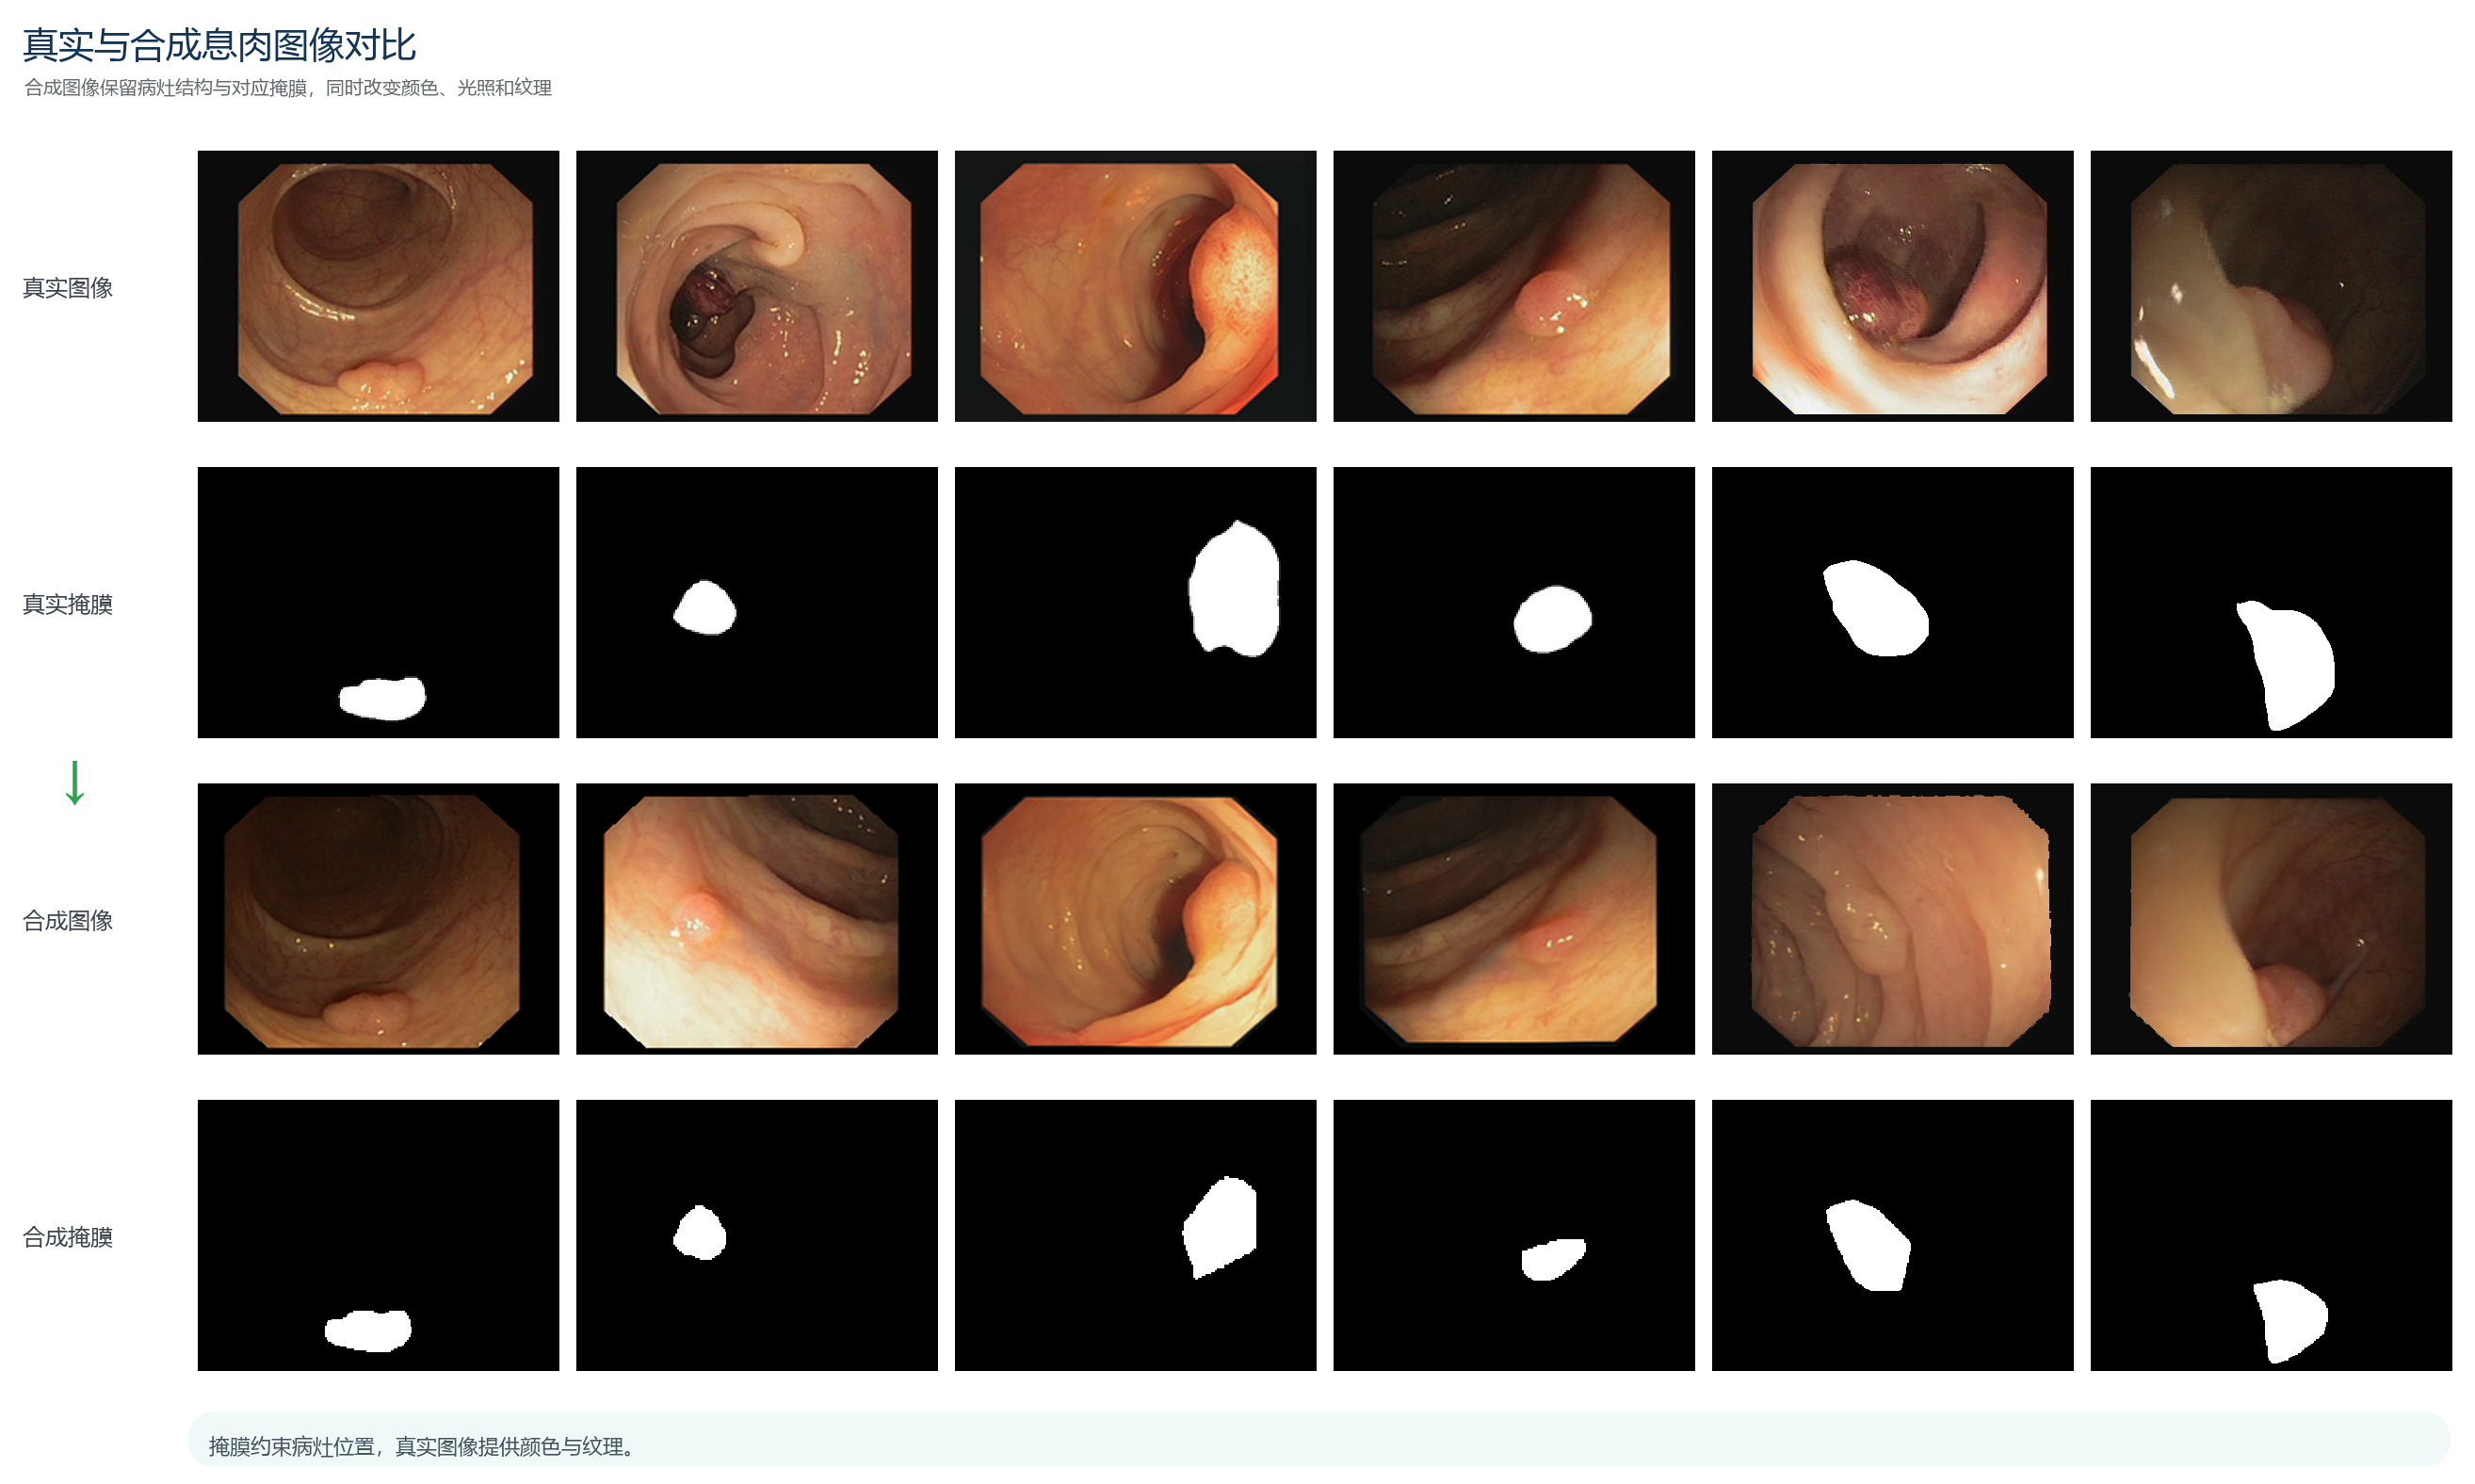 真实与合成息肉图像对比
合成图像保留病灶结构与对应掩膜，同时改变颜色、光照和纹理
真实图像
真实掩膜
↓
合成图像
合成掩膜
掩膜约束病灶位置，真实图像提供颜色与纹理。